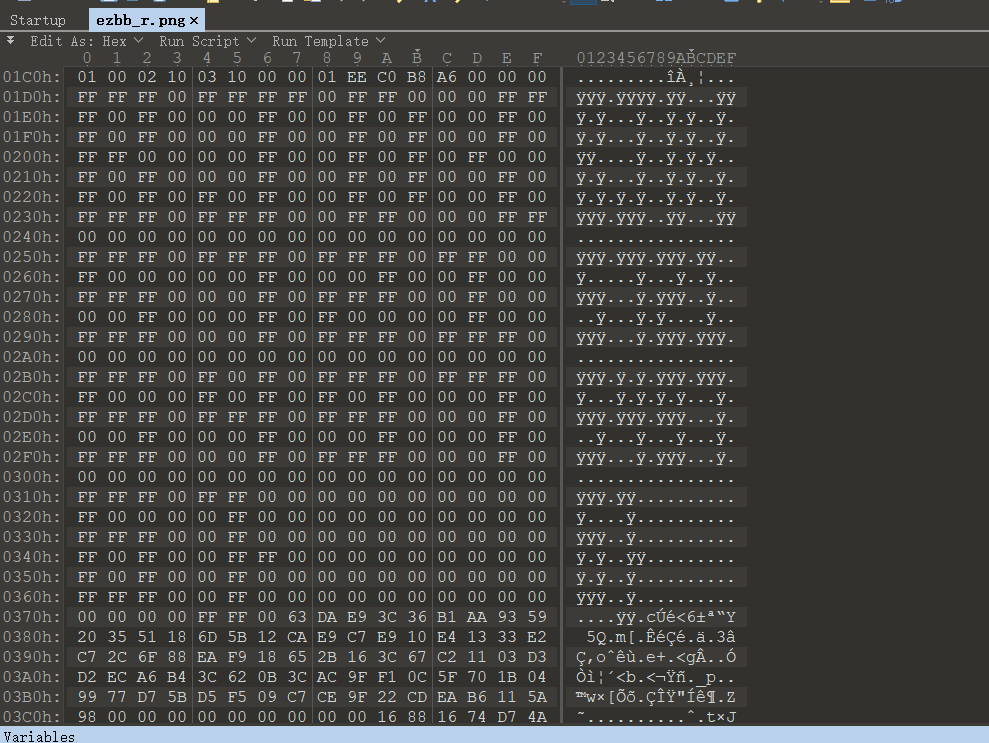 Startup
ezbb_r.png ×
Edit As: Hex Run Script Run Template
0 1 2 3 4 5 6 7 8 9 A B C D E F 0123456789ABCDEF
01C0h: 01 00 02 10 03 10 00 00 01 EE C0 B8 A6 00 00 00 .........îÀ¸¦...
01D0h: FF FF FF 00 FF FF FF FF 00 FF FF 00 00 00 FF FF ÿÿÿ.ÿÿÿÿ.ÿÿ...ÿÿ
01E0h: FF 00 FF 00 00 00 FF 00 00 FF 00 FF 00 00 FF 00 ÿ.ÿ...ÿ..ÿ.ÿ..ÿ.
01F0h: FF 00 FF 00 00 00 FF 00 00 FF 00 FF 00 00 FF 00 ÿ.ÿ...ÿ..ÿ.ÿ..ÿ.
0200h: FF FF 00 00 00 00 FF 00 00 FF 00 FF 00 FF 00 00 ÿÿ....ÿ..ÿ.ÿ.ÿ..
0210h: FF 00 FF 00 00 00 FF 00 00 FF 00 FF 00 00 FF 00 ÿ.ÿ...ÿ..ÿ.ÿ..ÿ.
0220h: FF 00 FF 00 FF 00 FF 00 00 FF 00 FF 00 00 FF 00 ÿ.ÿ.ÿ.ÿ..ÿ.ÿ..ÿ.
0230h: FF FF FF 00 FF FF FF 00 00 FF FF 00 00 00 FF FF ÿÿÿ.ÿÿÿ..ÿÿ...ÿÿ
0240h: 00 00 00 00 00 00 00 00 00 00 00 00 00 00 00 00 ................
0250h: FF FF FF 00 FF FF FF 00 FF FF FF 00 FF FF 00 00 ÿÿÿ.ÿÿÿ.ÿÿÿ.ÿÿ..
0260h: FF 00 00 00 00 00 FF 00 00 00 FF 00 00 FF 00 00 ÿ.....ÿ...ÿ..ÿ..
0270h: FF FF FF 00 00 00 FF 00 FF FF FF 00 00 FF 00 00 ÿÿÿ...ÿ.ÿÿÿ..ÿ..
0280h: 00 00 FF 00 00 00 FF 00 FF 00 00 00 00 FF 00 00 ..ÿ...ÿ.ÿ....ÿ..
0290h: FF FF FF 00 00 00 FF 00 FF FF FF 00 FF FF FF 00 ÿÿÿ...ÿ.ÿÿÿ.ÿÿÿ.
02A0h: 00 00 00 00 00 00 00 00 00 00 00 00 00 00 00 00 ................
02B0h: FF FF FF 00 FF 00 FF 00 FF FF FF 00 FF FF FF 00 ÿÿÿ.ÿ.ÿ.ÿÿÿ.ÿÿÿ.
02C0h: FF 00 00 00 FF 00 FF 00 FF 00 FF 00 00 00 FF 00 ÿ...ÿ.ÿ.ÿ.ÿ...ÿ.
02D0h: FF FF FF 00 FF FF FF 00 FF FF FF 00 00 00 FF 00 ÿÿÿ.ÿÿÿ.ÿÿÿ...ÿ.
02E0h: 00 00 FF 00 00 00 FF 00 00 00 FF 00 00 00 FF 00 ..ÿ...ÿ...ÿ...ÿ.
02F0h: FF FF FF 00 00 00 FF 00 FF FF FF 00 00 00 FF 00 ÿÿÿ...ÿ.ÿÿÿ...ÿ.
0300h: 00 00 00 00 00 00 00 00 00 00 00 00 00 00 00 00 ................
0310h: FF FF FF 00 FF FF 00 00 00 00 00 00 00 00 00 00 ÿÿÿ.ÿÿ..........
0320h: FF 00 00 00 00 FF 00 00 00 00 00 00 00 00 00 00 ÿ....ÿ..........
0330h: FF FF FF 00 00 FF 00 00 00 00 00 00 00 00 00 00 ÿÿÿ..ÿ..........
0340h: FF 00 FF 00 00 FF FF 00 00 00 00 00 00 00 00 00 ÿ.ÿ..ÿÿ.........
0350h: FF 00 FF 00 00 FF 00 00 00 00 00 00 00 00 00 00 ÿ.ÿ..ÿ..........
0360h: FF FF FF 00 00 FF 00 00 00 00 00 00 00 00 00 00 ÿÿÿ..ÿ..........
0370h: 00 00 00 00 FF FF 00 63 DA E9 3C 36 B1 AA 93 59 ....ÿÿ.cÚé<6±ª“Y
0380h: 20 35 51 18 6D 5B 12 CA E9 C7 E9 10 E4 13 33 E2 5Q.m[.ÊéÇé.ä.3â
0390h: C7 2C 6F 88 EA F9 18 65 2B 16 3C 67 C2 11 03 D3 Ç,oˆêù.e+.<gÂ..Ó
03A0h: D2 EC A6 B4 3C 62 0B 3C AC 9F F1 0C 5F 70 1B 04 Òì¦´<b.<¬Ÿñ._p..
03B0h: 99 77 D7 5B D5 F5 09 C7 CE 9F 22 CD EA B6 11 5A ™w×[Õõ.ÇÎŸ"Íê¶.Z
03C0h: 98 00 00 00 00 00 00 00 00 00 16 88 16 74 D7 4A ˜..........ˆ.t×J
Variables